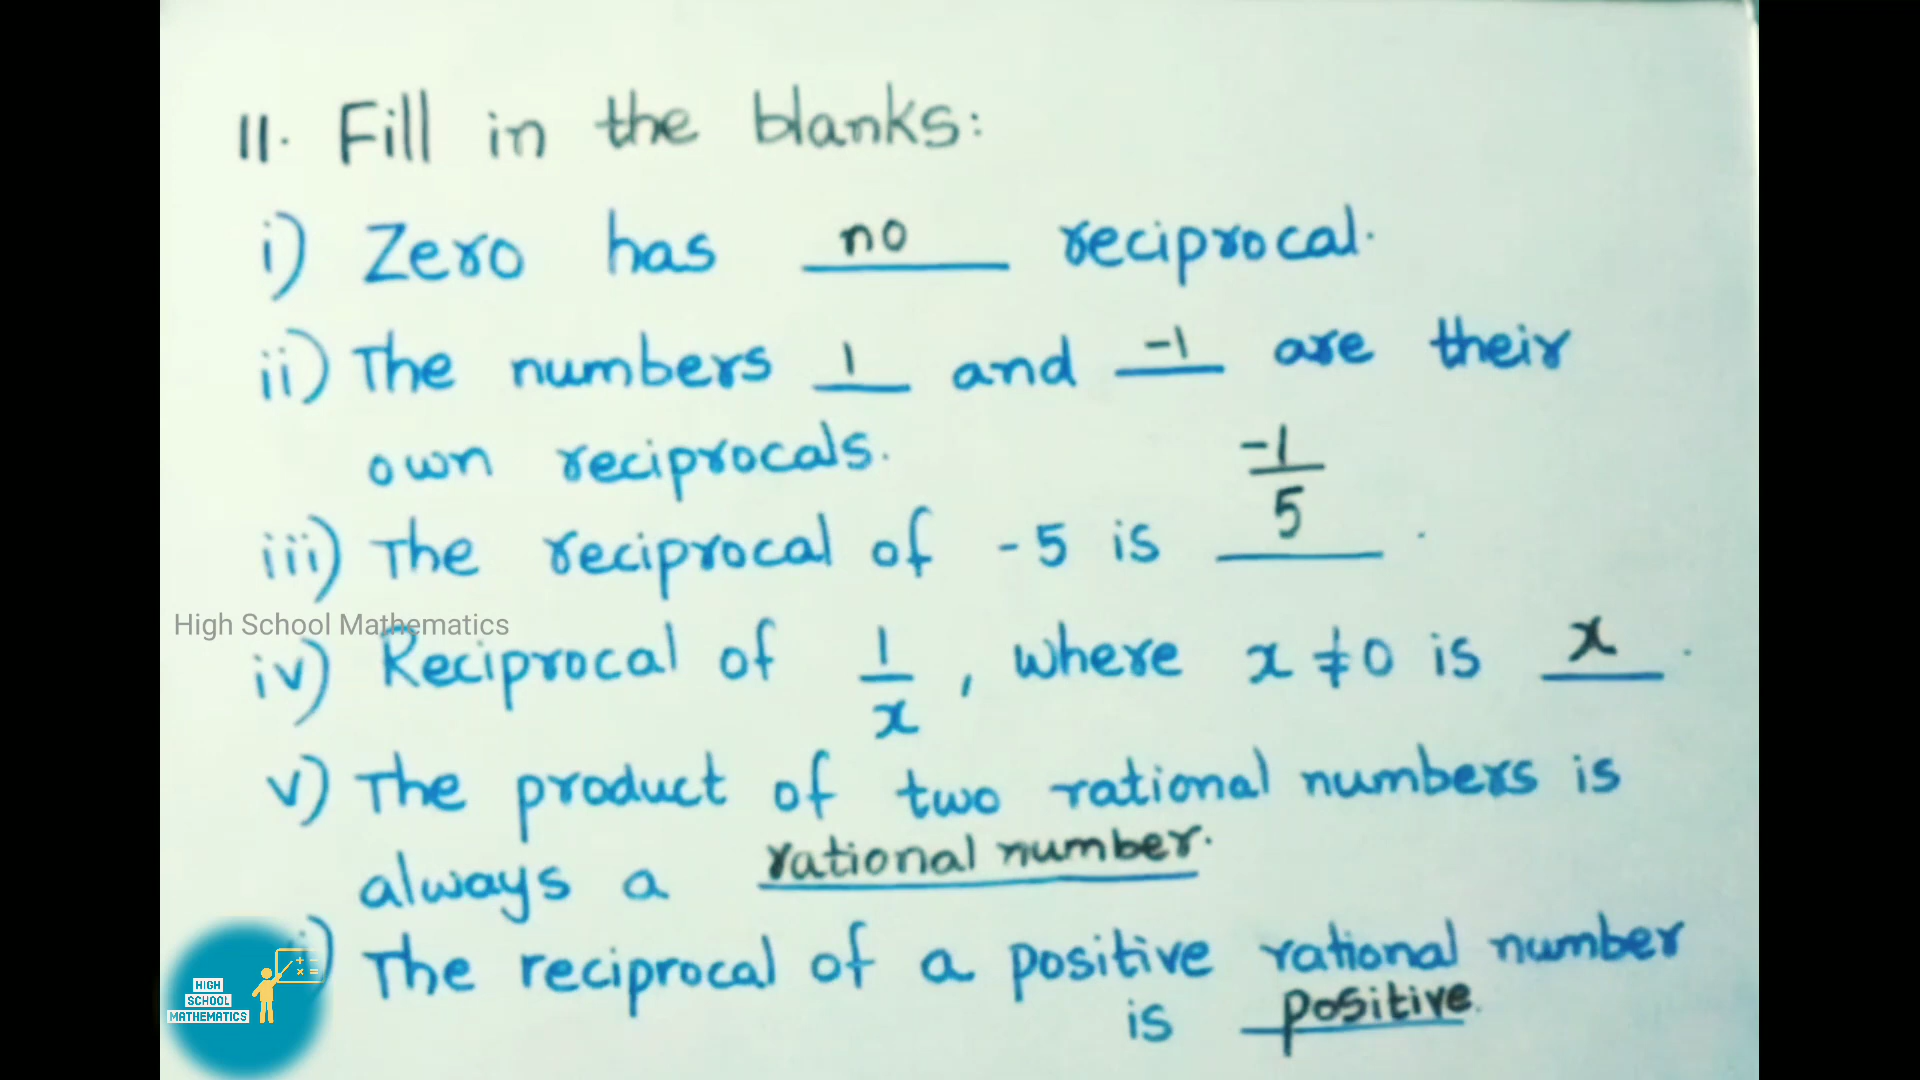 11. Fill in the blanks:
i) Zero has no reciprocal.
ii) The numbers 1 and -1 are their
own reciprocals.
iii) The reciprocal of -5 is -1/5.
High School Mathematics
iv) Reciprocal of 1/x, where x ≠ 0 is x.
v) The product of two rational numbers is
always a rational number.
i) The reciprocal of a positive rational number
is positive.
HIGH
SCHOOL
MATHEMATICS